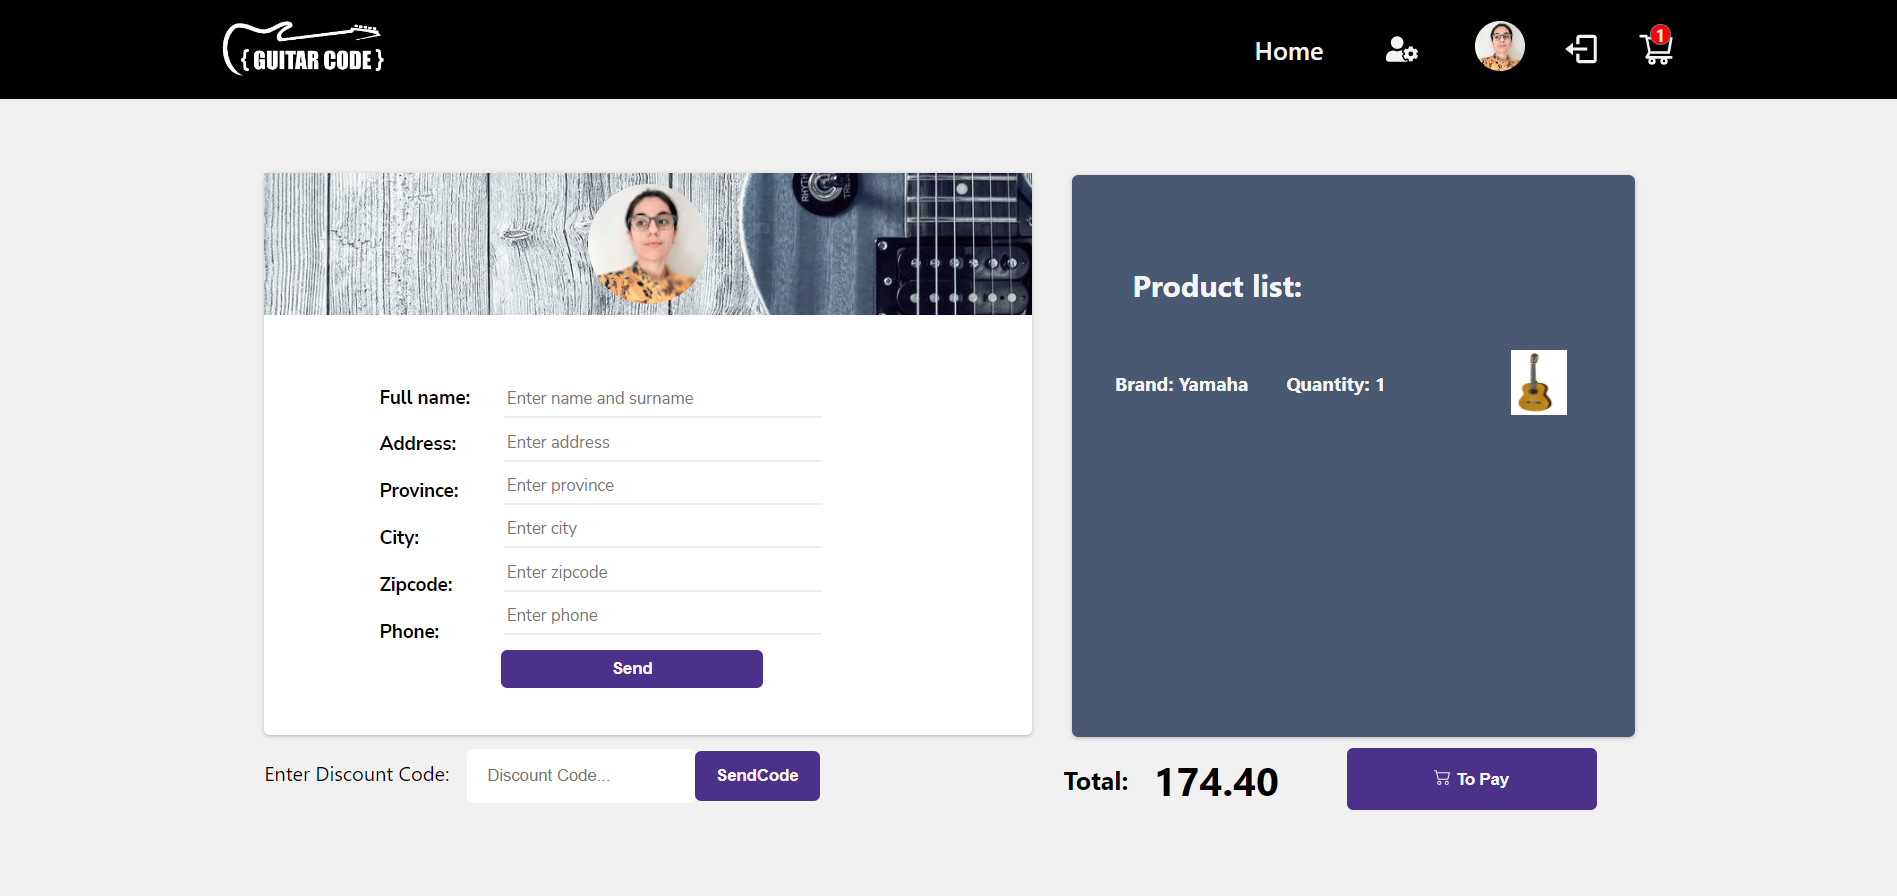 { GUITAR CODE }
Home
1
RHYTHM
TRE
Full name: Enter name and surname
Address: Enter address
Province: Enter province
City: Enter city
Zipcode: Enter zipcode
Phone: Enter phone
Send
Enter Discount Code: Discount Code... SendCode
Product list:
Brand: Yamaha Quantity: 1
Total: 174.40 To Pay